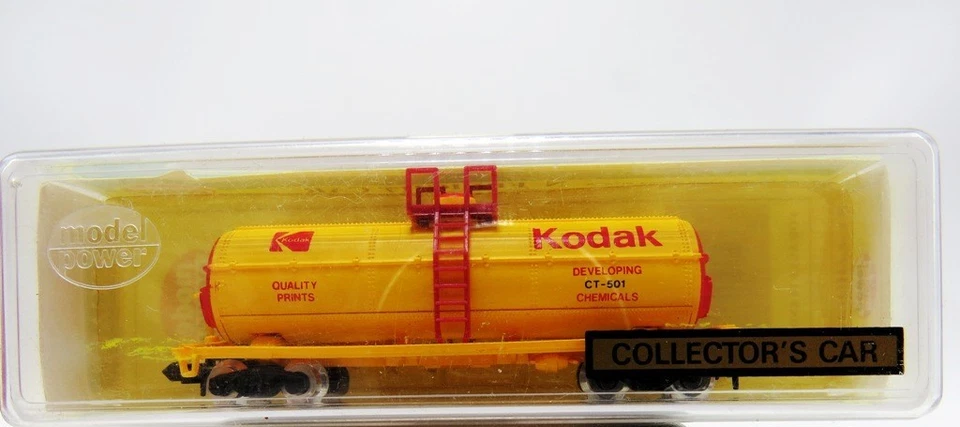 model
power
Kodak
Kodak
QUALITY
PRINTS
DEVELOPING
CT-501
CHEMICALS
COLLECTOR'S CAR